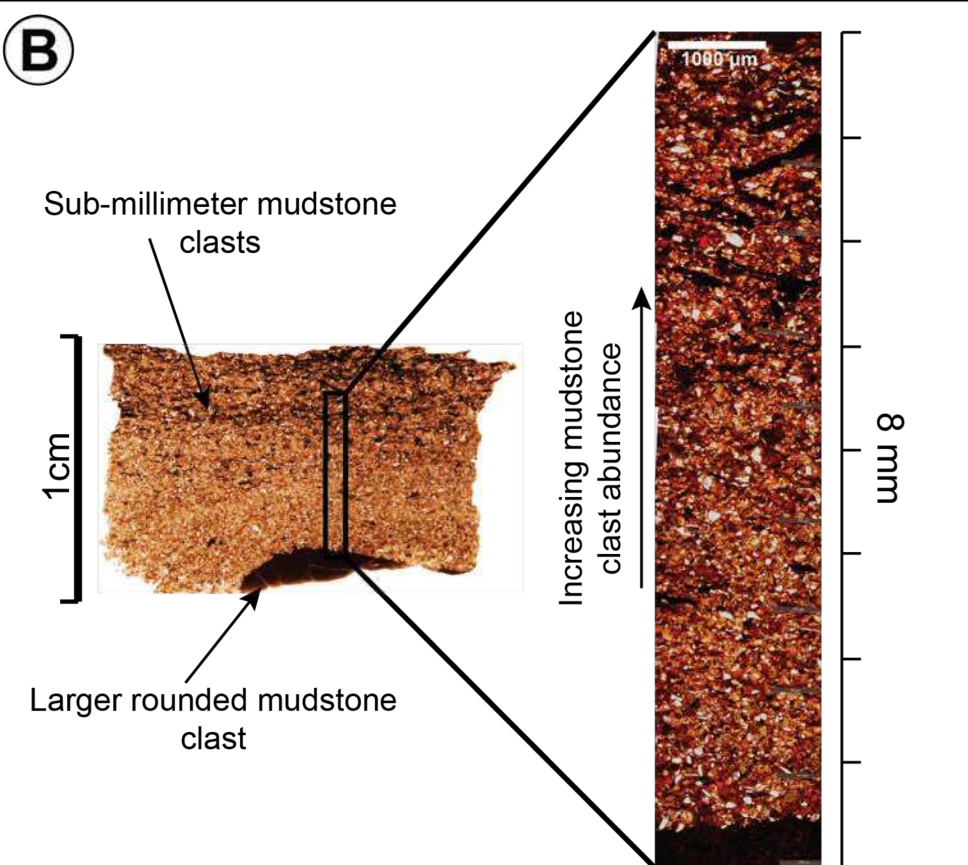 B
1000 µm
Sub-millimeter mudstone
clasts
1cm
Increasing mudstone
clast abundance
8 mm
Larger rounded mudstone
clast